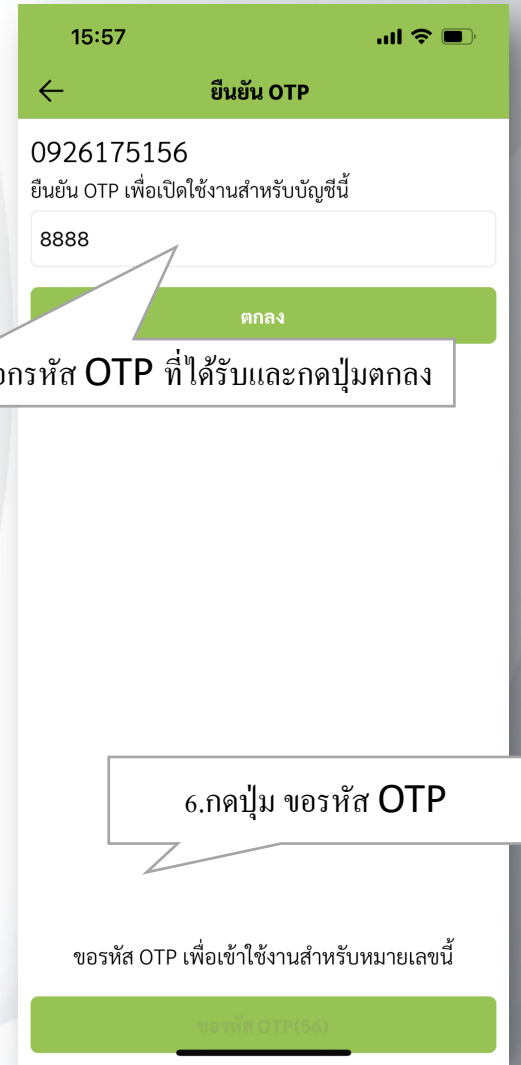 15:57
ยืนยัน OTP
0926175156
ยืนยัน OTP เพื่อเปิดใช้งานสำหรับบัญชีนี้
8888
ตกลง
รหัส OTP ที่ได้รับและกดปุ่มตกลง
6.กดปุ่ม ขอรหัส OTP
ขอรหัส OTP เพื่อเข้าใช้งานสำหรับหมายเลขนี้
ขอรหัส OTP(56)